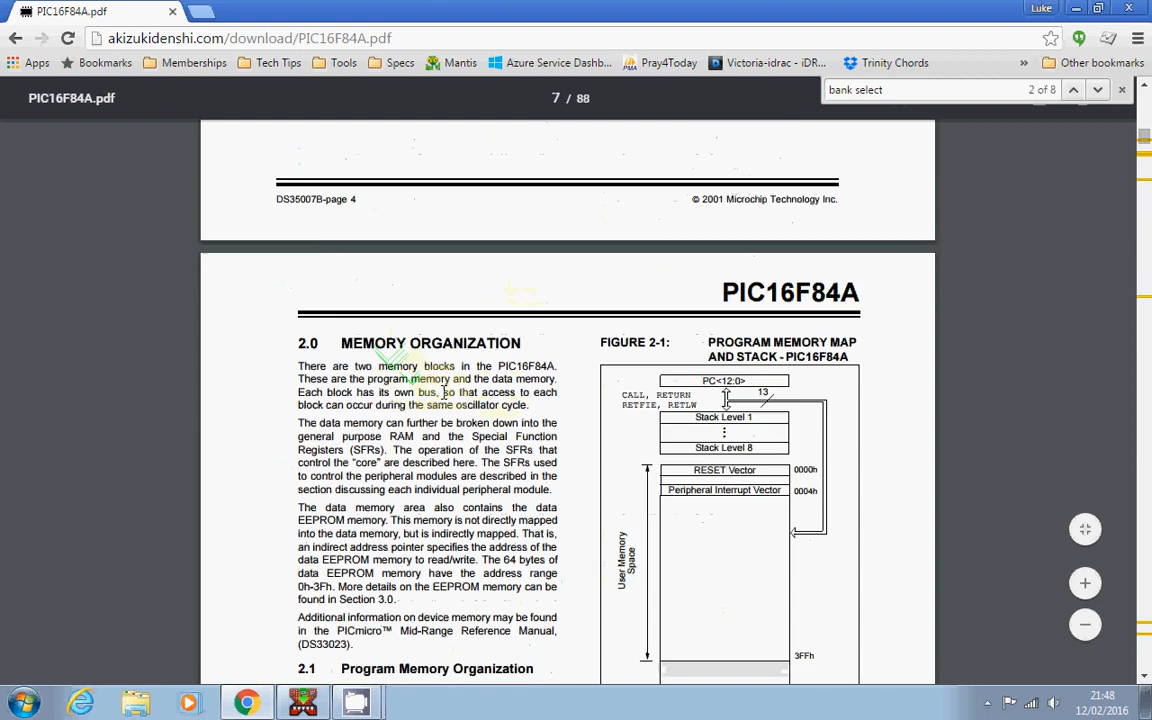 PIC16F84A.pdf
Luke
akizukidenshi.com/download/PIC16F84A.pdf
Apps
Bookmarks
Memberships
Tech Tips
Tools
Specs
Mantis
Azure Service Dashb...
Pray4Today
Victoria-idrac - iDR...
Trinity Chords
»
Other bookmarks
PIC16F84A.pdf
7 / 88
bank select
2 of 8
DS35007B-page 4
© 2001 Microchip Technology Inc.
PIC16F84A
2.0 MEMORY ORGANIZATION
There are two memory blocks in the PIC16F84A.
These are the program memory and the data memory.
Each block has its own bus, so that access to each
block can occur during the same oscillator cycle.
The data memory can further be broken down into the
general purpose RAM and the Special Function
Registers (SFRs). The operation of the SFRs that
control the “core” are described here. The SFRs used
to control the peripheral modules are described in the
section discussing each individual peripheral module.
The data memory area also contains the data
EEPROM memory. This memory is not directly mapped
into the data memory, but is indirectly mapped. That is,
an indirect address pointer specifies the address of the
data EEPROM memory to read/write. The 64 bytes of
data EEPROM memory have the address range
0h-3Fh. More details on the EEPROM memory can be
found in Section 3.0.
Additional information on device memory may be found
in the PICmicro™ Mid-Range Reference Manual,
(DS33023).
2.1 Program Memory Organization
FIGURE 2-1: PROGRAM MEMORY MAP
AND STACK - PIC16F84A
PC<12:0>
CALL, RETURN
RETFIE, RETLW
13
Stack Level 1
Stack Level 8
RESET Vector
0000h
Peripheral Interrupt Vector
0004h
User Memory
Space
3FFh
21:48
12/02/2016